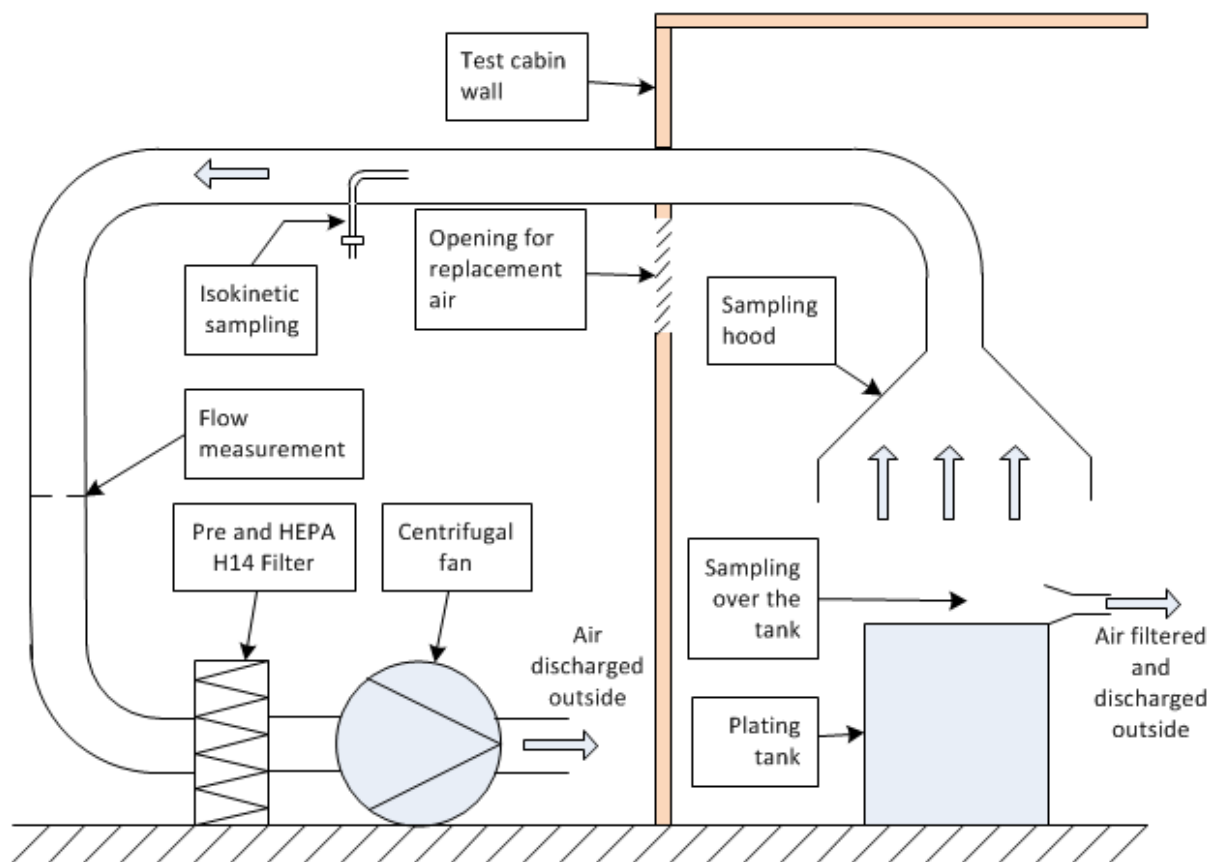 Test cabin
wall
Isokinetic
sampling
Opening for
replacement
air
Sampling
hood
Flow
measurement
Pre and HEPA
H14 Filter
Centrifugal
fan
Sampling
over the
tank
Air
discharged
outside
Air filtered
and
discharged
outside
Plating
tank